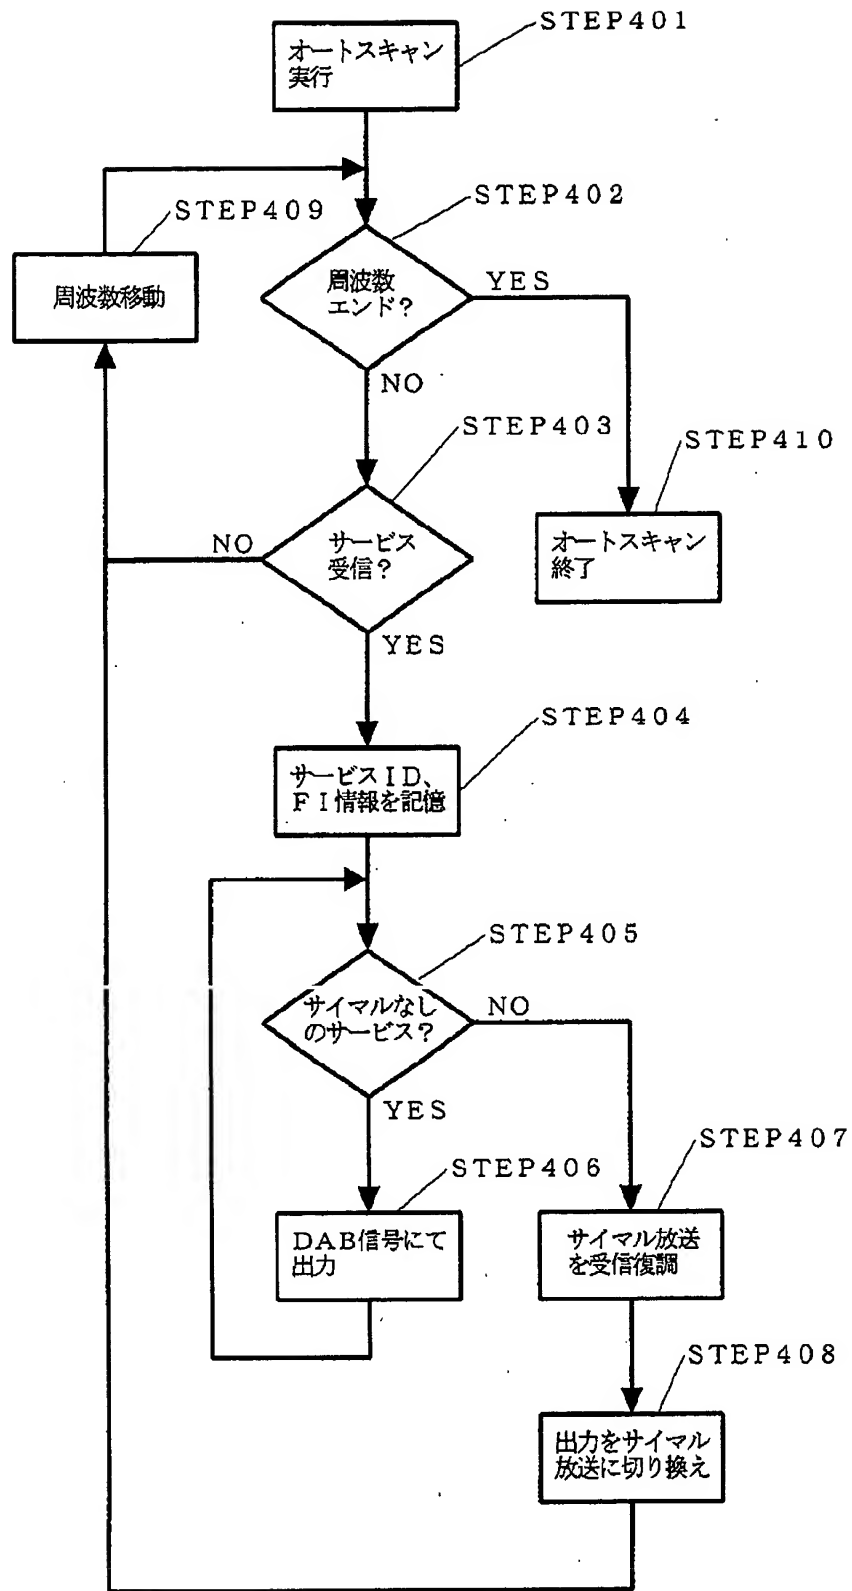 STEP401
オートスキャン
実行
STEP409
STEP402
周波数移動
周波数
エンド?
YES
NO
STEP403
STEP410
NO
サービス
受信?
オートスキャン
終了
YES
STEP404
サービスID、
FI情報を記憶
STEP405
サイマルなし
のサービス?
NO
YES
STEP407
STEP406
DAB信号にて
出力
サイマル放送
を受信復調
STEP408
出力をサイマル
放送に切り換え